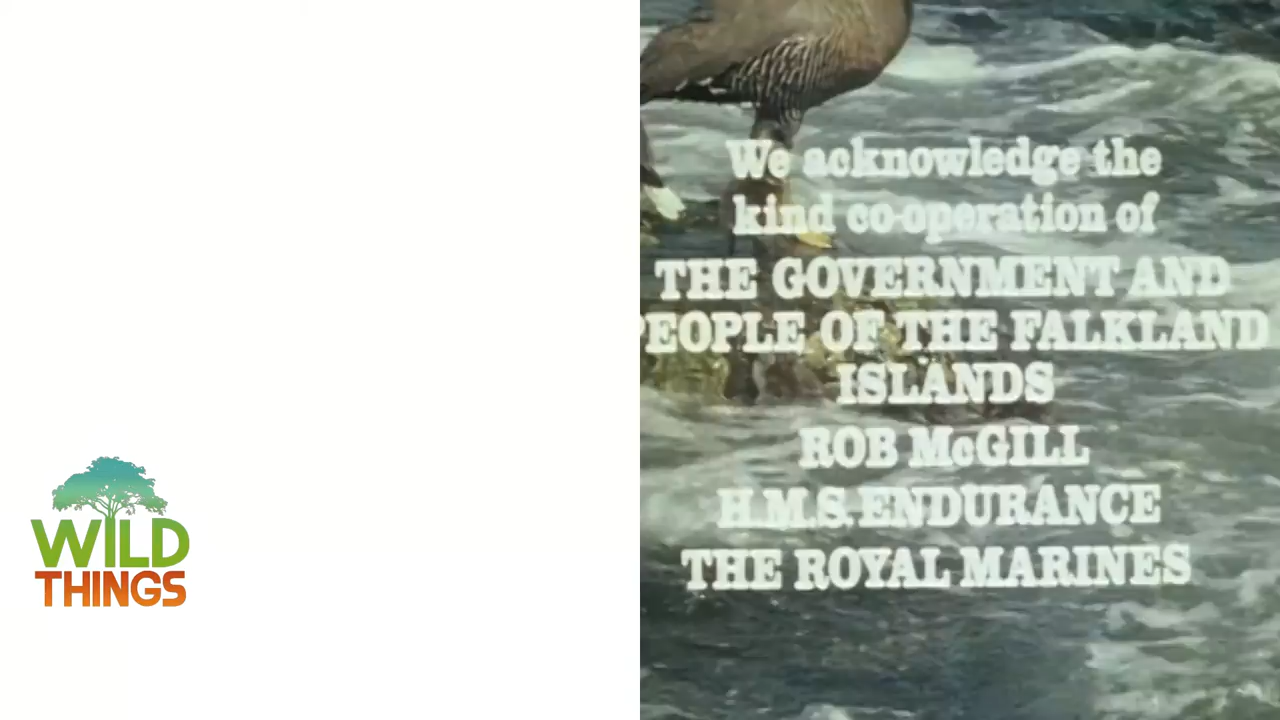 WILD
THINGS
We acknowledge the
kind co-operation of
THE GOVERNMENT AND
PEOPLE OF THE FALKLAND
ISLANDS
ROB McGILL
H.M.S. ENDURANCE
THE ROYAL MARINES